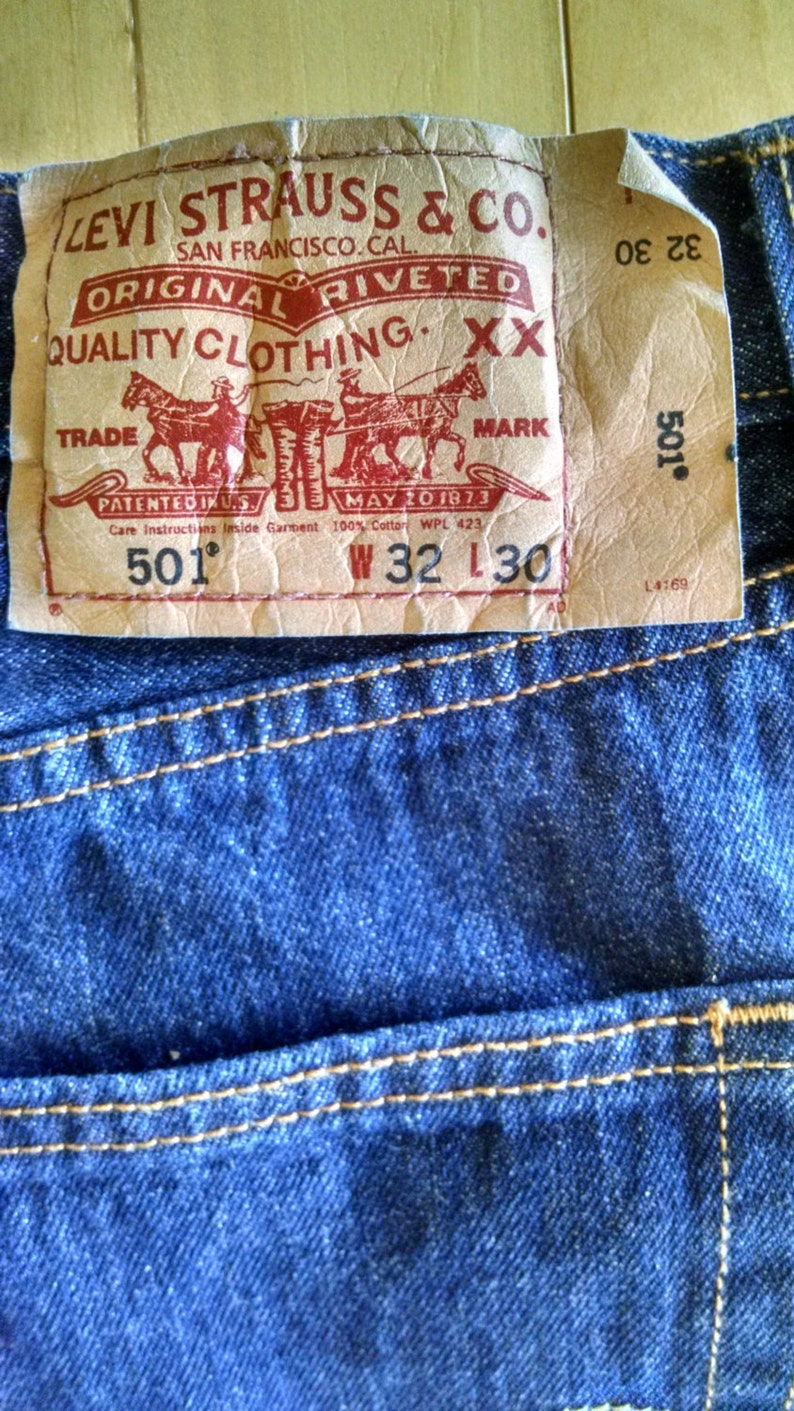 LEVI STRAUSS & CO.
SAN FRANCISCO. CAL.
ORIGINAL RIVETED
QUALITY CLOTHING. XX
TRADE MARK
PATENTED IN U.S. MAY 20 1873
Care Instructions Inside Garment 100% Cotton WPL 423
501® W 32 L 30
® AD
32 30
501®
L4169